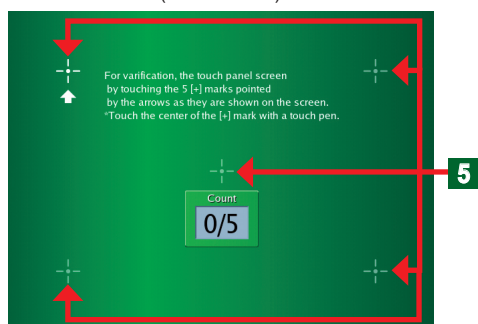 For varification, the touch panel screen
by touching the 5 [+] marks pointed
by the arrows as they are shown on the screen.
*Touch the center of the [+] mark with a touch pen.
5
Count
0/5